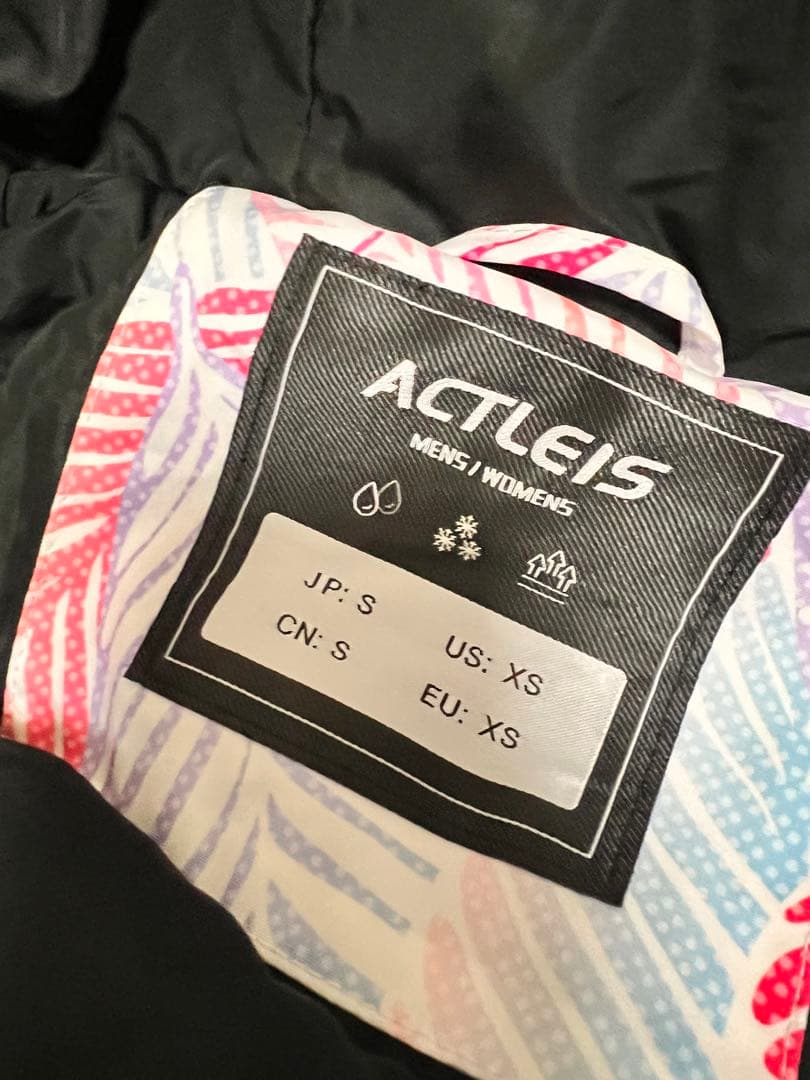 ACTLEIS
MENS / WOMENS
JP: S
US: XS
CN: S
EU: XS